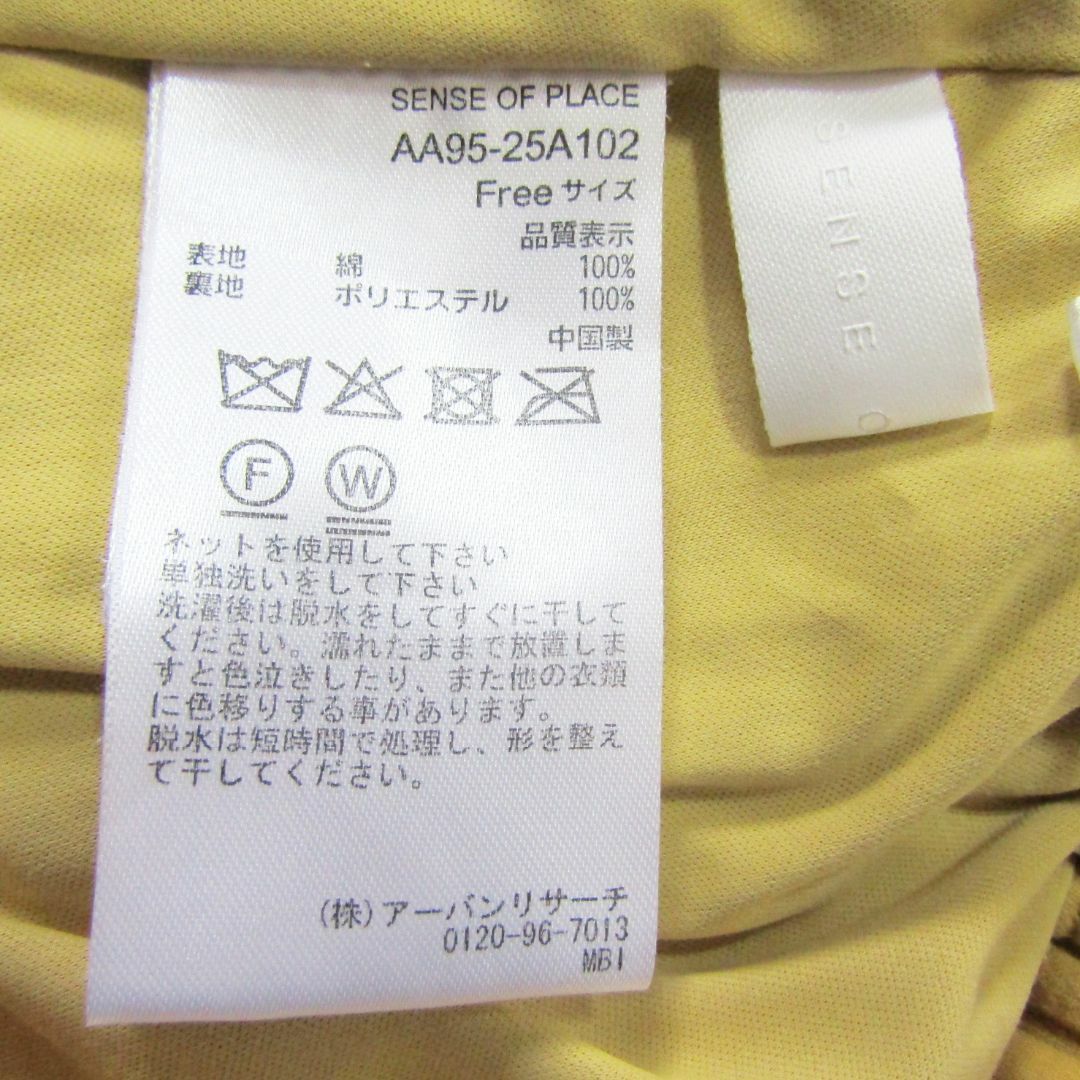 SENSE OF PLACE
AA95-25A102
Free サイズ
品質表示
表地 綿 100%
裏地 ポリエステル 100%
中国製
F W
ネットを使用して下さい
単独洗いをして下さい
洗濯後は脱水をしてすぐに干して
ください。濡れたままで放置しま
すと色泣きしたり、また他の衣類
に色移りする事があります。
脱水は短時間で処理し、形を整え
て干してください。
(株)アーバンリサーチ
0120-96-7013
MBI
SENSE O